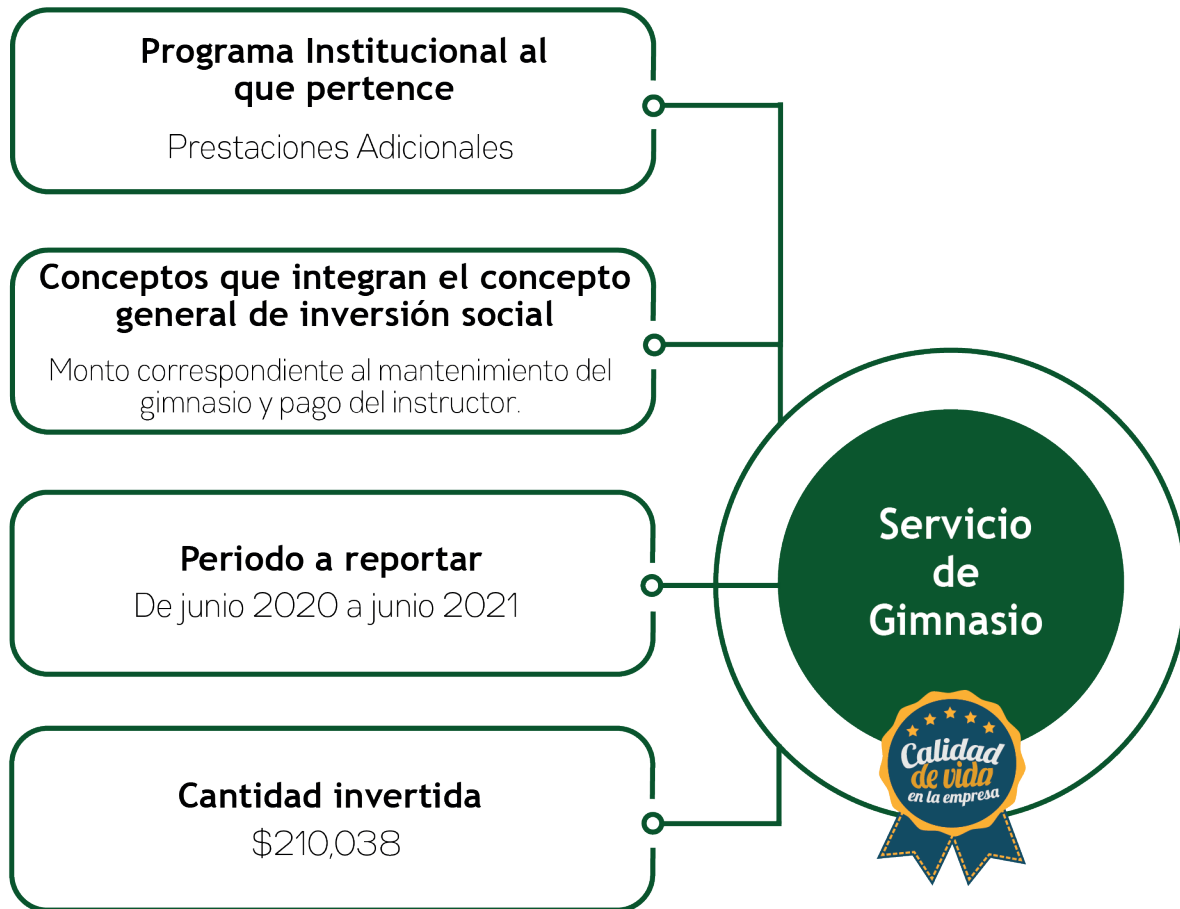 Programa Institucional al
que pertence
Prestaciones Adicionales
Conceptos que integran el concepto
general de inversión social
Monto correspondiente al mantenimiento del
gimnasio y pago del instructor.
Periodo a reportar
De junio 2020 a junio 2021
Cantidad invertida
$210,038
Servicio
de
Gimnasio
Calidad
de vida
en la empresa